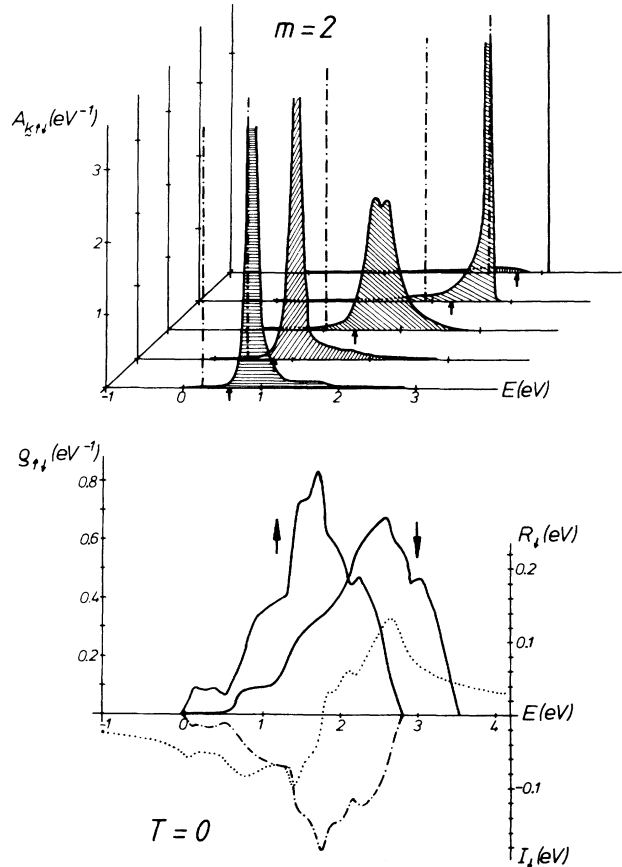 m = 2
A k↑↓ (eV⁻¹)
3
2
1
-1
0
1
2
3
E(eV)
ϱ↑↓ (eV⁻¹)
0.8
0.6
0.4
0.2
R↓ (eV)
0.2
0.1
-1
0
1
2
3
4
E(eV)
-0.1
T = 0
I↓ (eV)